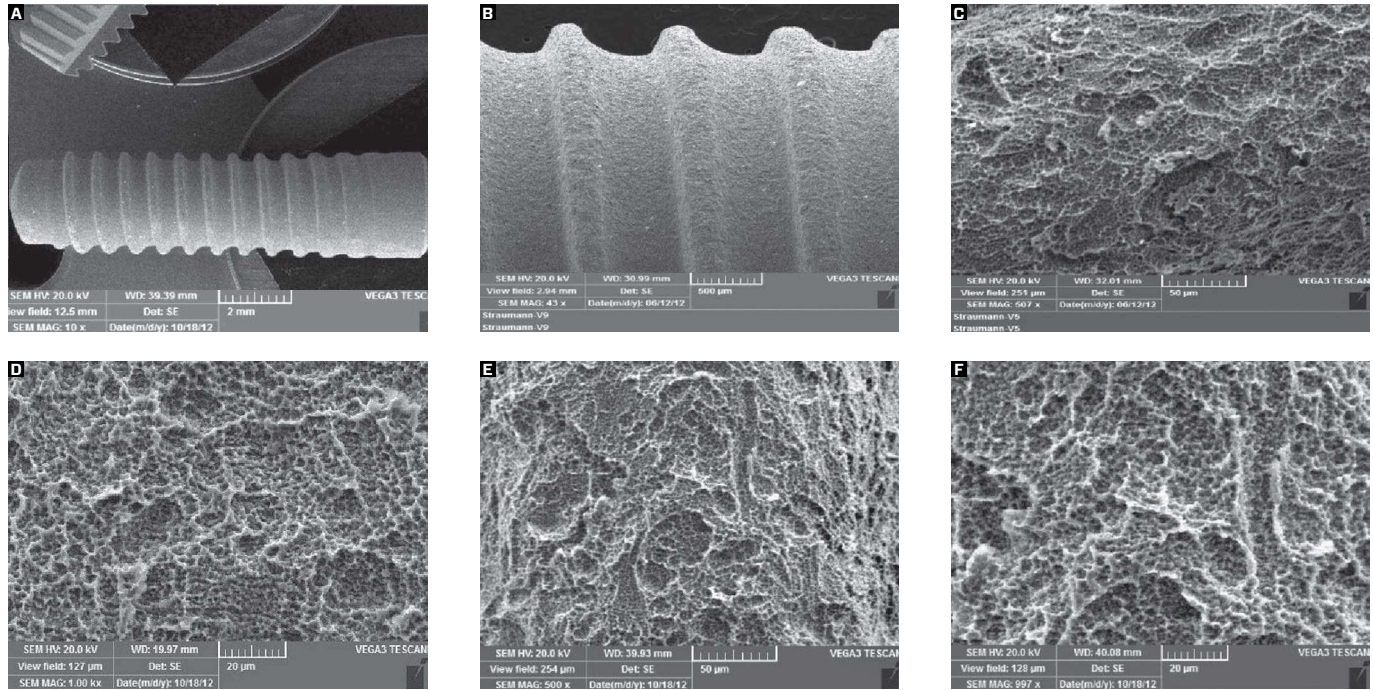 A
SEM HV: 20.0 kV WD: 39.39 mm VEGA3 TESC
iew field: 12.5 mm Det: SE 2 mm
SEM MAG: 10 x Date(m/d/y): 10/18/12
B
SEM HV: 20.0 kV WD: 30.99 mm VEGA3 TESCAN
View field: 2.94 mm Det: SE 500 µm
SEM MAG: 43 x Date(m/d/y): 06/12/12
Straumann-V9
Straumann-V9
C
SEM HV: 20.0 kV WD: 32.01 mm VEGA3 TESCAN
View field: 251 µm Det: SE 50 µm
SEM MAG: 507 x Date(m/d/y): 06/12/12
Straumann-V5
Straumann-V5
D
SEM HV: 20.0 kV WD: 19.97 mm VEGA3 TESCAN
View field: 127 µm Det: SE 20 µm
SEM MAG: 1.00 kx Date(m/d/y): 10/18/12
E
SEM HV: 20.0 kV WD: 39.93 mm VEGA3 TESCAN
View field: 254 µm Det: SE 50 µm
SEM MAG: 500 x Date(m/d/y): 10/18/12
F
SEM HV: 20.0 kV WD: 40.08 mm VEGA3 TESCAN
View field: 128 µm Det: SE 20 µm
SEM MAG: 997 x Date(m/d/y): 10/18/12